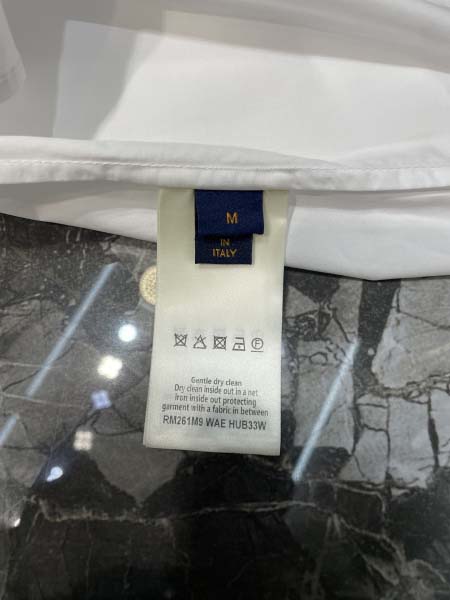 M
IN
ITALY
Gentle dry clean
Dry clean inside out in a net
Iron inside out protecting
garment with a fabric in between
RM261M9 WAE HUB33W